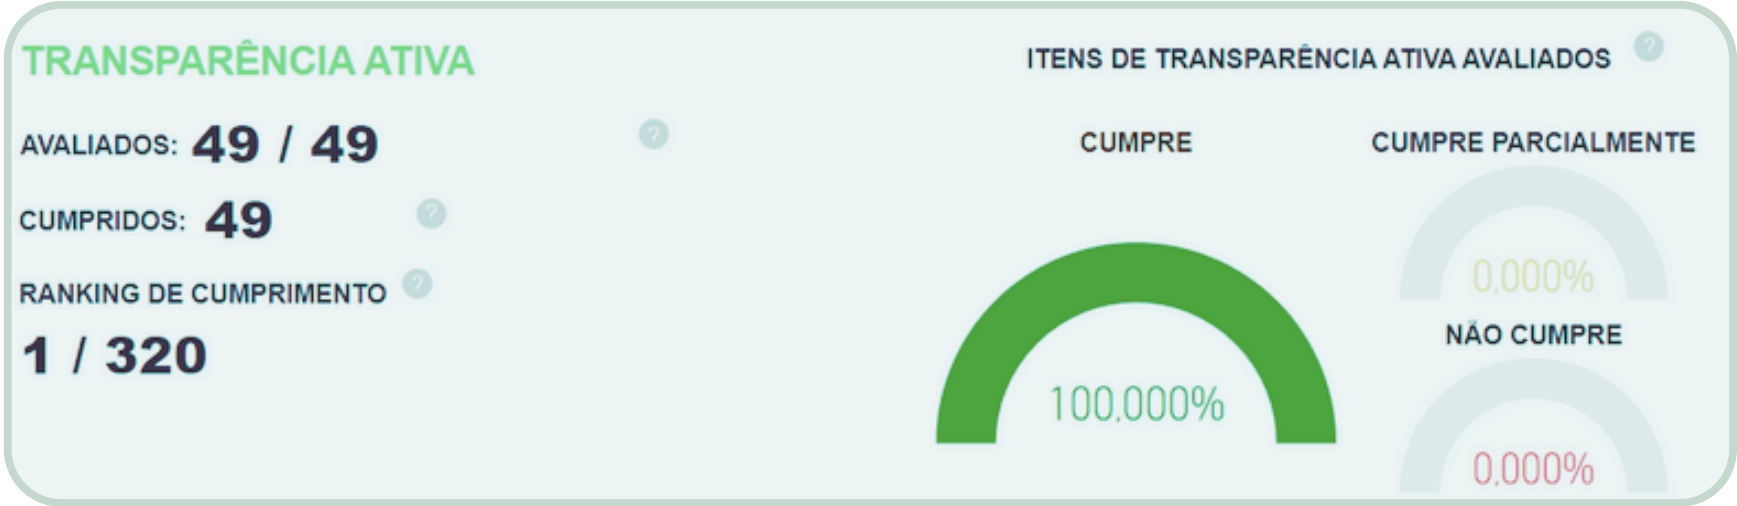 TRANSPARÊNCIA ATIVA
AVALIADOS: 49 / 49 ?
CUMPRIDOS: 49 ?
RANKING DE CUMPRIMENTO ?
1 / 320
ITENS DE TRANSPARÊNCIA ATIVA AVALIADOS ?
CUMPRE
100,000%
CUMPRE PARCIALMENTE
0,000%
NÃO CUMPRE
0,000%